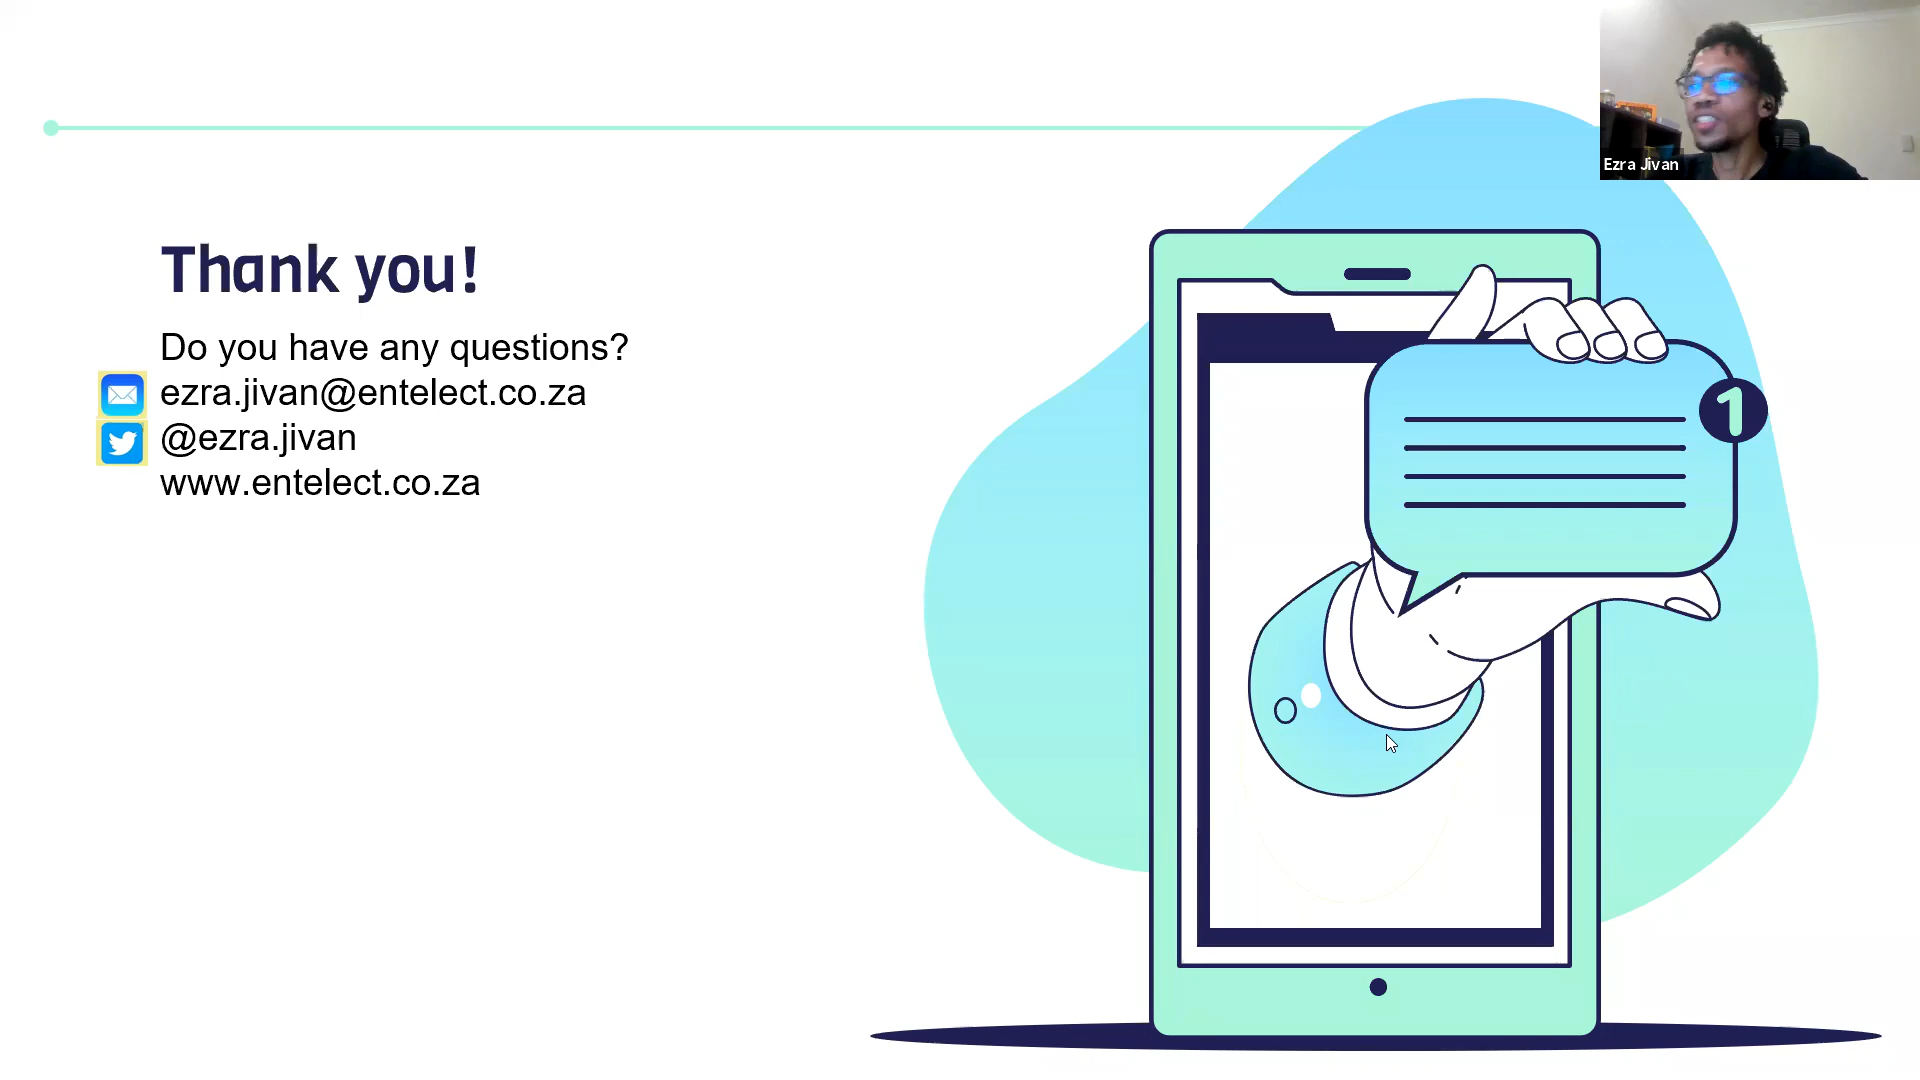 Ezra Jivan
Thank you!
Do you have any questions?
ezra.jivan@entelect.co.za
@ezra.jivan
www.entelect.co.za
1